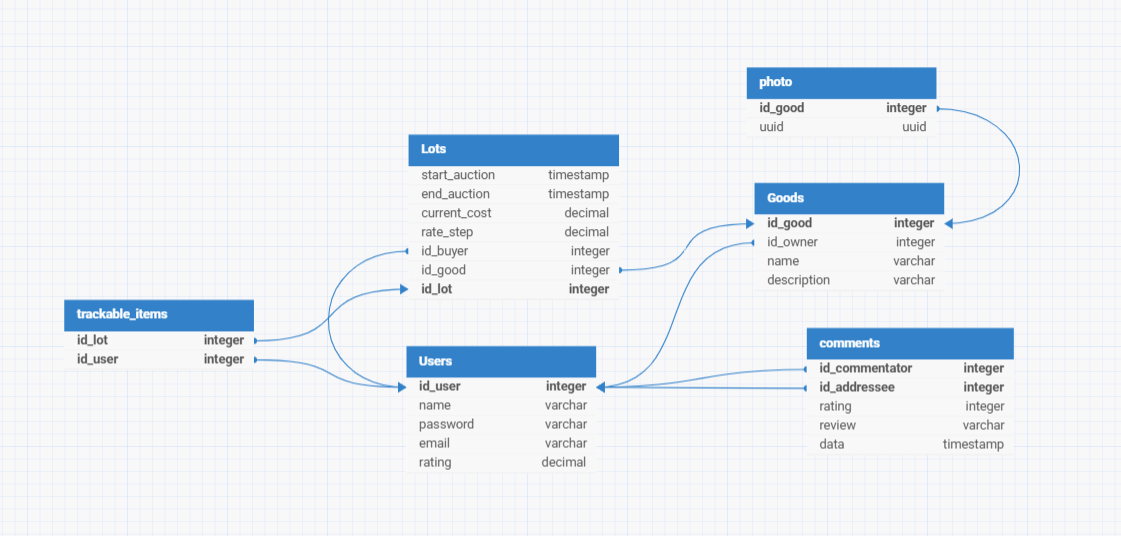 photo
id_good integer
uuid uuid
Lots
start_auction timestamp
end_auction timestamp
current_cost decimal
rate_step decimal
id_buyer integer
id_good integer
id_lot integer
Goods
id_good integer
id_owner integer
name varchar
description varchar
trackable_items
id_lot integer
id_user integer
Users
id_user integer
name varchar
password varchar
email varchar
rating decimal
comments
id_commentator integer
id_addressee integer
rating integer
review varchar
data timestamp